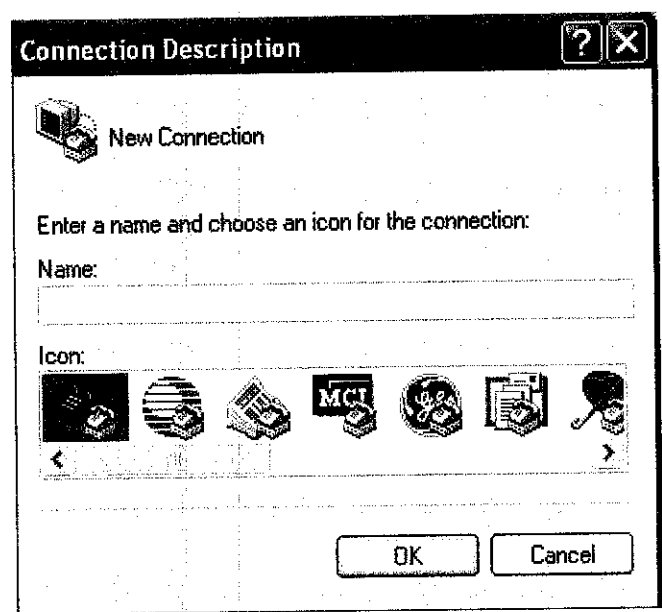 Connection Description
New Connection
Enter a name and choose an icon for the connection:
Name:
Icon:
MCI
OK Cancel